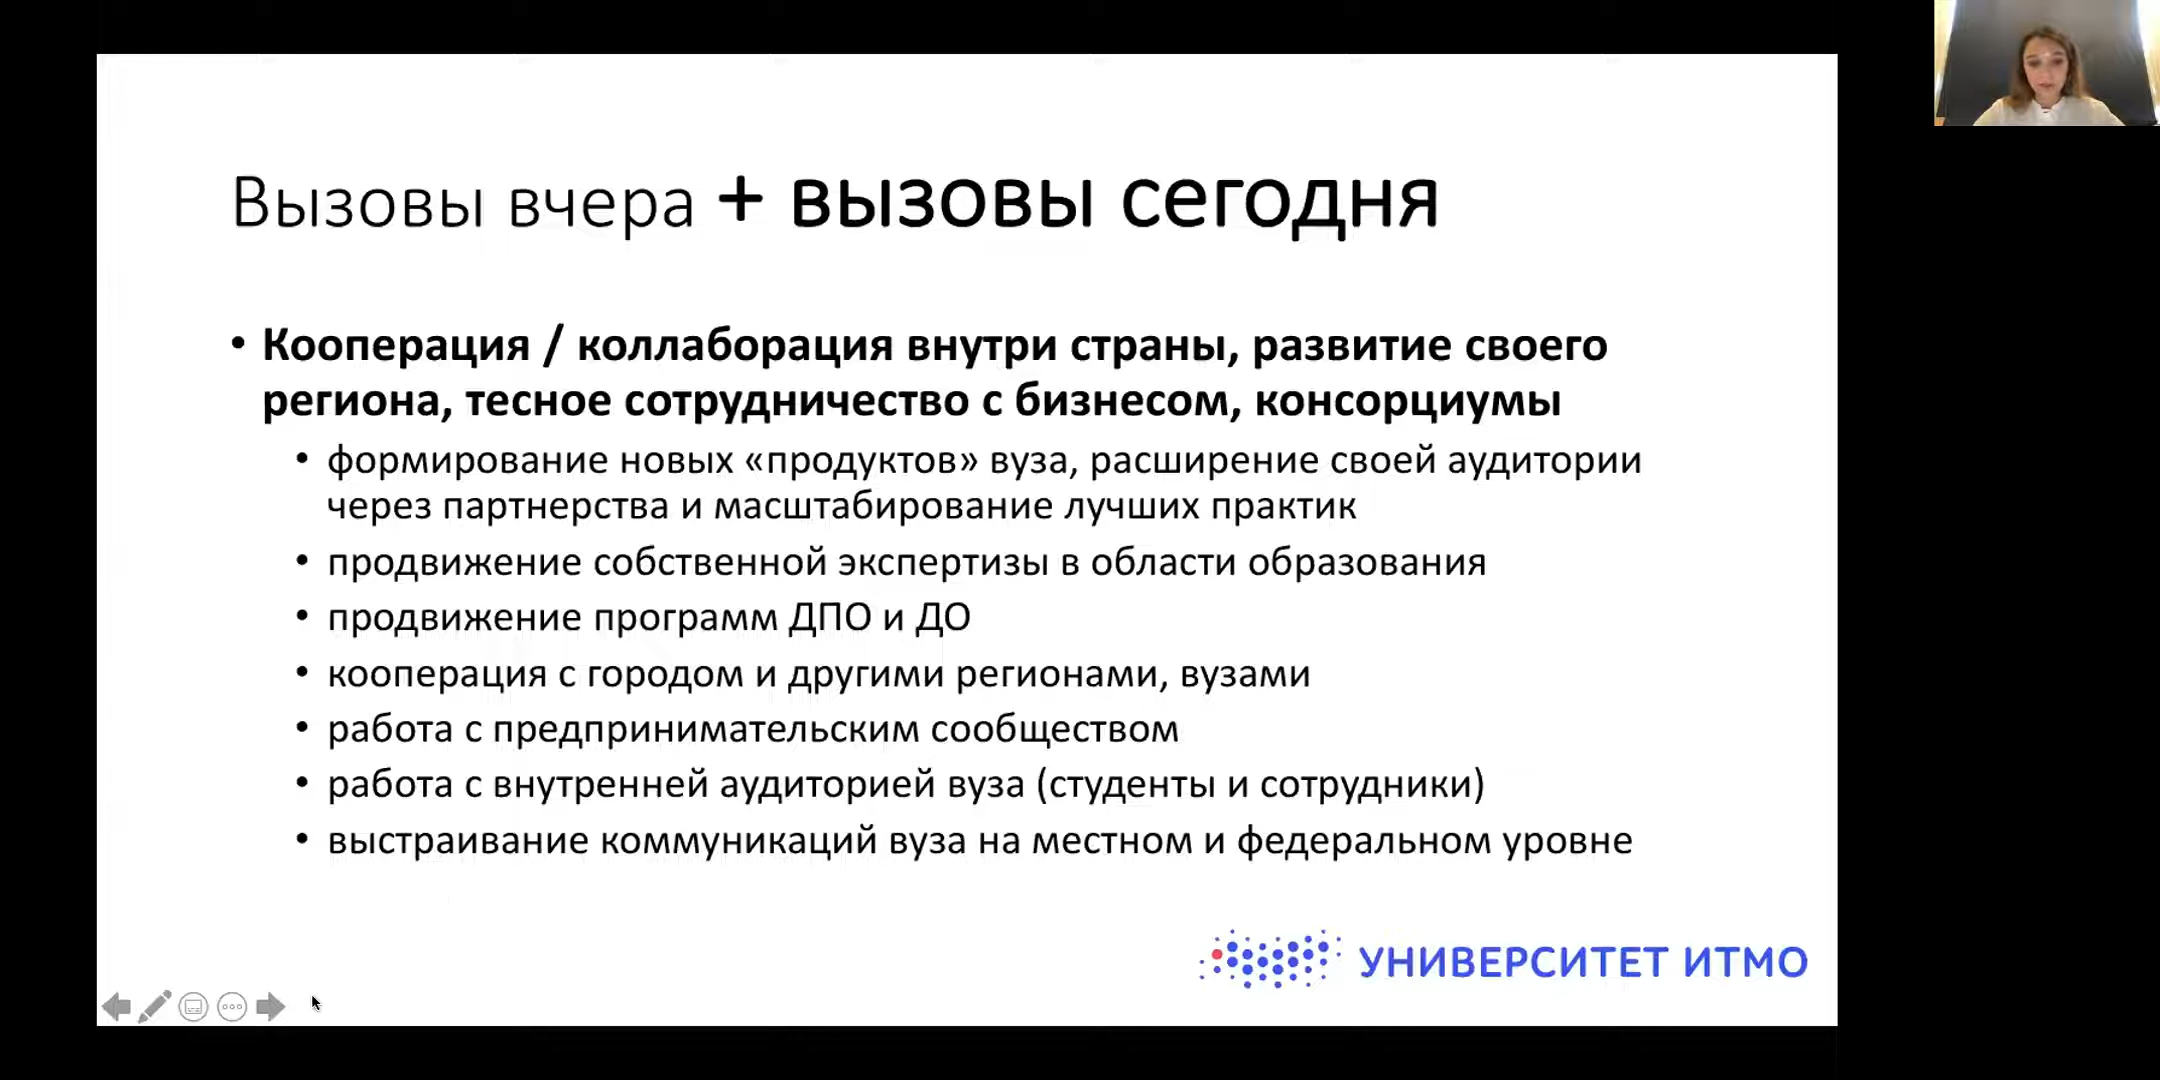 Вызовы вчера + вызовы сегодня
• Кооперация / коллаборация внутри страны, развитие своего
региона, тесное сотрудничество с бизнесом, консорциумы
• формирование новых «продуктов» вуза, расширение своей аудитории
через партнерства и масштабирование лучших практик
• продвижение собственной экспертизы в области образования
• продвижение программ ДПО и ДО
• кооперация с городом и другими регионами, вузами
• работа с предпринимательским сообществом
• работа с внутренней аудиторией вуза (студенты и сотрудники)
• выстраивание коммуникаций вуза на местном и федеральном уровне
УНИВЕРСИТЕТ ИТМО